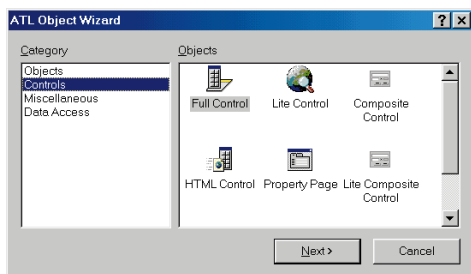 ATL Object Wizard
Category
Objects
Controls
Miscellaneous
Data Access
Objects
Full Control
Lite Control
Composite
Control
HTML Control
Property Page
Lite Composite
Control
Next >
Cancel